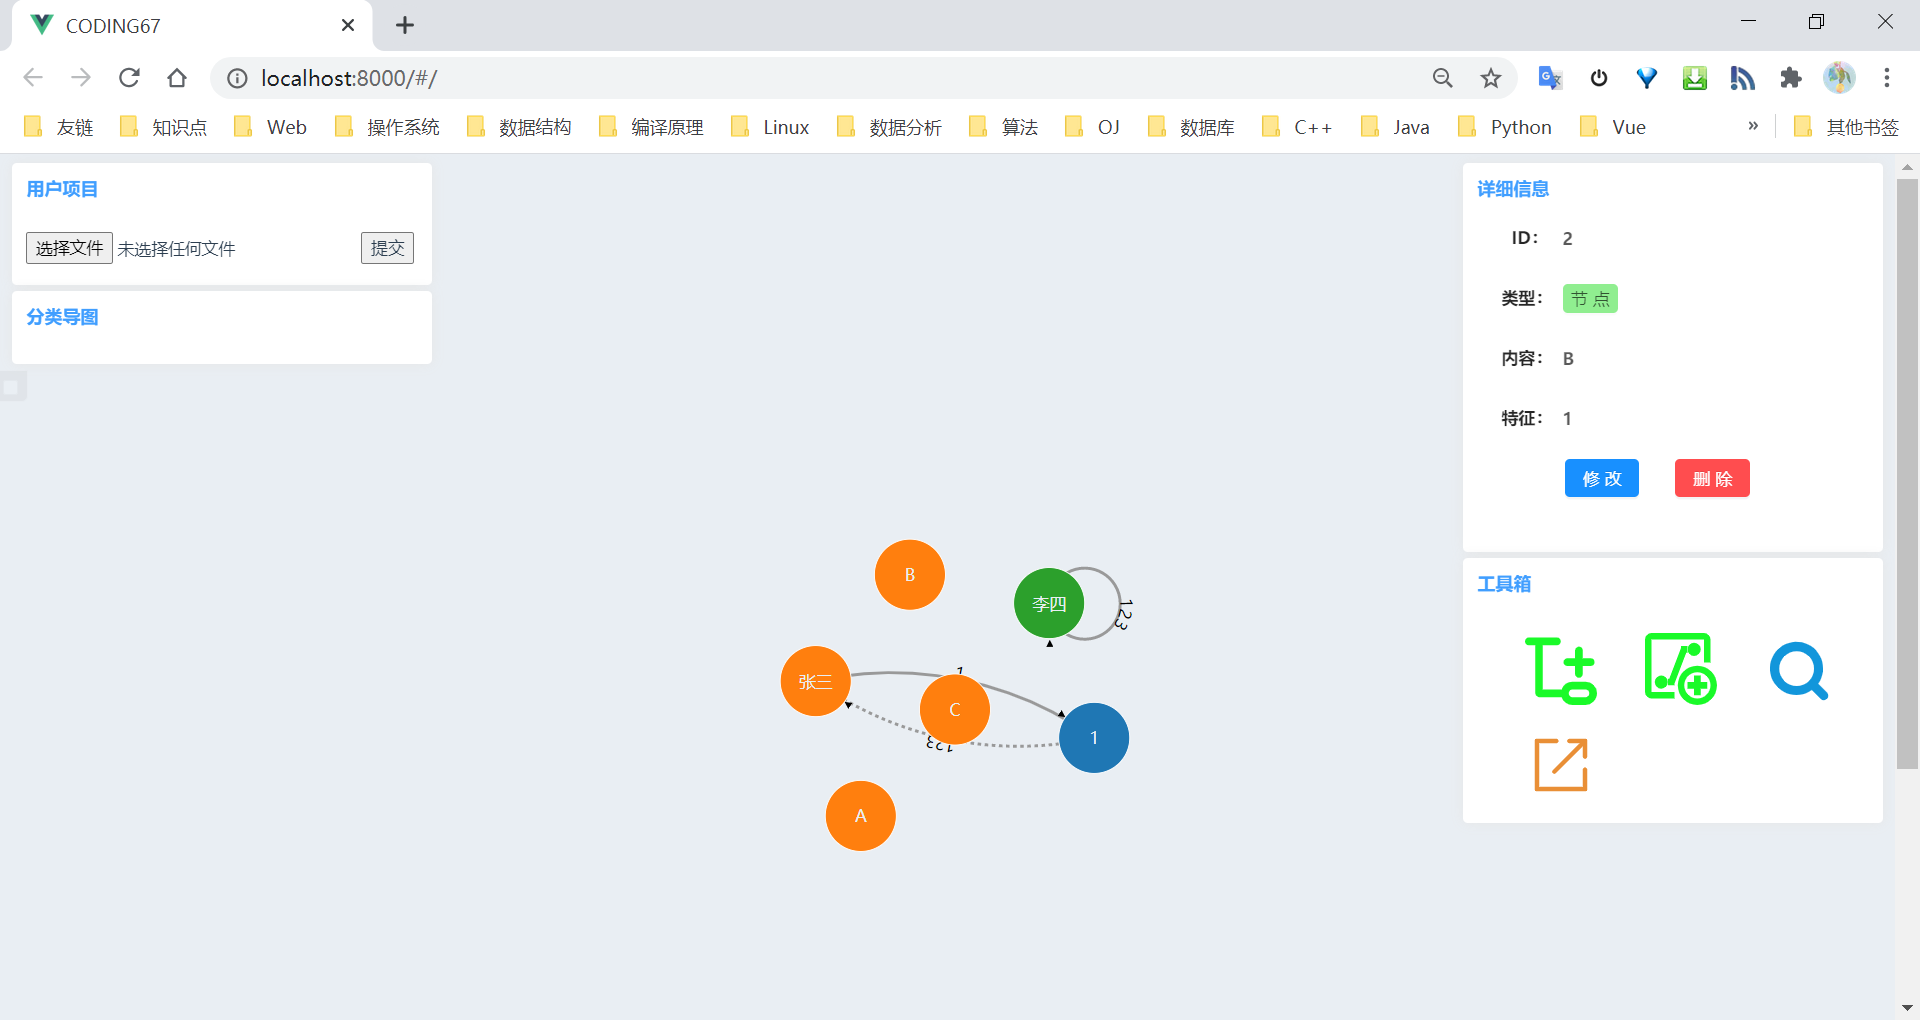 CODING67
localhost:8000/#/
友链 知识点 Web 操作系统 数据结构 编译原理 Linux 数据分析 算法 OJ 数据库 C++ Java Python Vue » 其他书签
用户项目
选择文件 未选择任何文件 提交
分类导图
B
李四
123
张三
1
C
123
1
A
详细信息
ID: 2
类型: 节 点
内容: B
特征: 1
修 改 删 除
工具箱